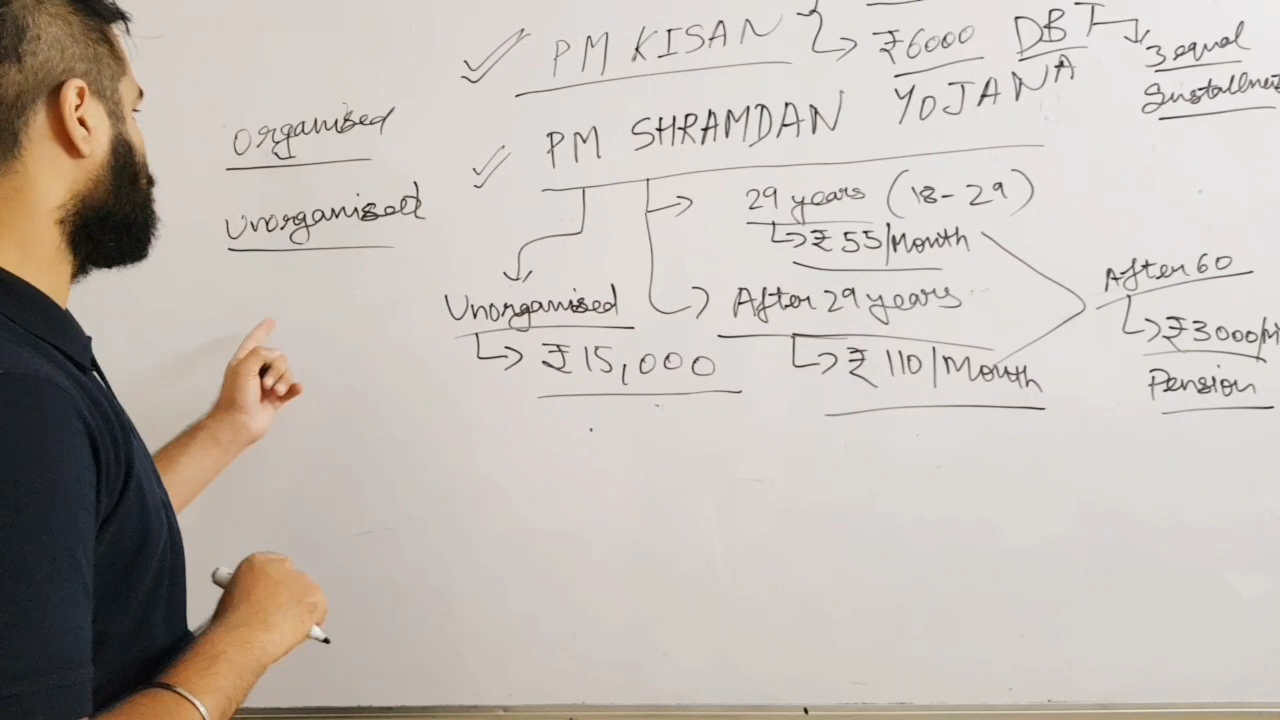 PM KISAN
₹6000 DBT
3 equal
Installments
PM SHRAMDAN YOJANA
Organised
Unorganised
29 years (18-29)
₹55/Month
Unorganised
₹15,000
After 29 years
₹110/Month
After 60
₹3000/M
Pension